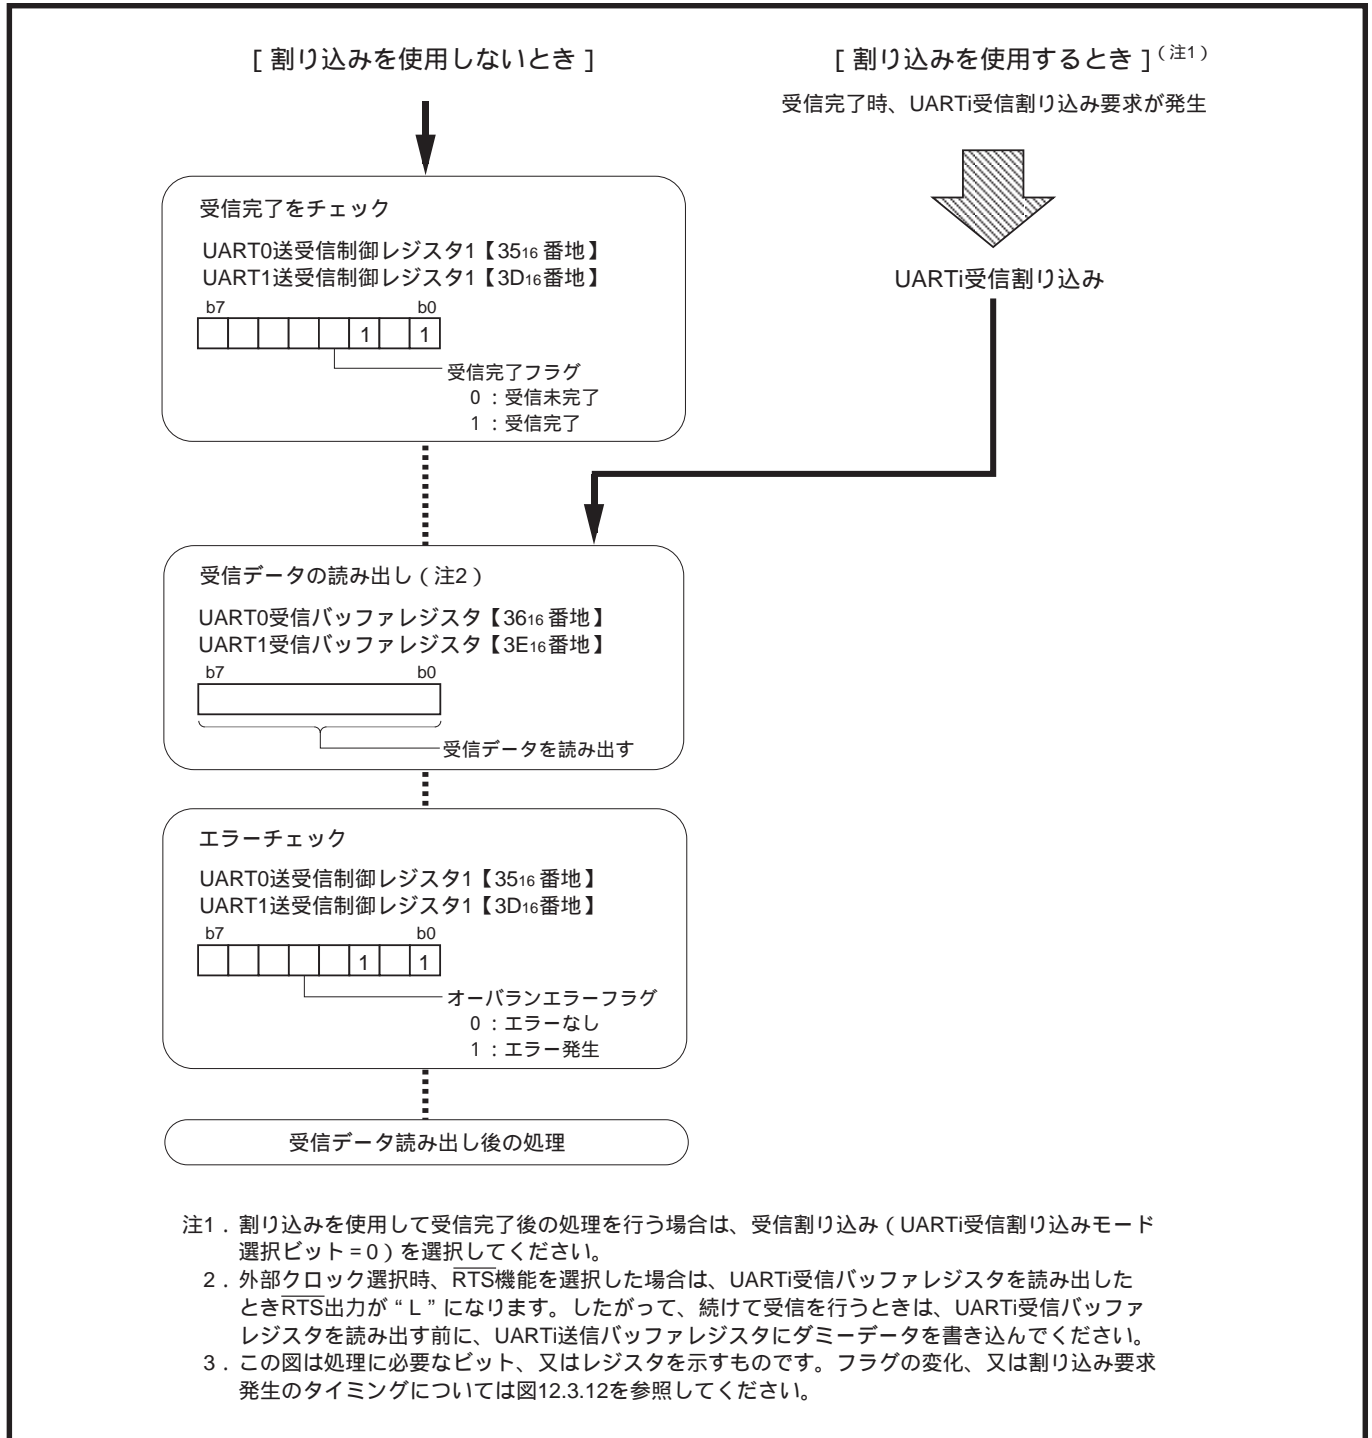 [ 割り込みを使用しないとき ]
[ 割り込みを使用するとき ](注1)
受信完了時、UARTi受信割り込み要求が発生
UARTi受信割り込み
受信完了をチェック
UART0送受信制御レジスタ1【3516 番地】
UART1送受信制御レジスタ1【3D16番地】
b7 b0
1 1
受信完了フラグ
0 : 受信未完了
1 : 受信完了
受信データの読み出し ( 注2 )
UART0受信バッファレジスタ【3616 番地】
UART1受信バッファレジスタ【3E16番地】
b7 b0
受信データを読み出す
エラーチェック
UART0送受信制御レジスタ1【3516 番地】
UART1送受信制御レジスタ1【3D16番地】
b7 b0
1 1
オーバランエラーフラグ
0 : エラーなし
1 : エラー発生
受信データ読み出し後の処理
注1 . 割り込みを使用して受信完了後の処理を行う場合は、受信割り込み ( UARTi受信割り込みモード
選択ビット = 0 ) を選択してください。
2 . 外部クロック選択時、RTS機能を選択した場合は、UARTi受信バッファレジスタを読み出した
ときRTS出力が “ L ” になります。したがって、続けて受信を行うときは、UARTi受信バッファ
レジスタを読み出す前に、UARTi送信バッファレジスタにダミーデータを書き込んでください。
3 . この図は処理に必要なビット、又はレジスタを示すものです。フラグの変化、又は割り込み要求
発生のタイミングについては図12.3.12を参照してください。